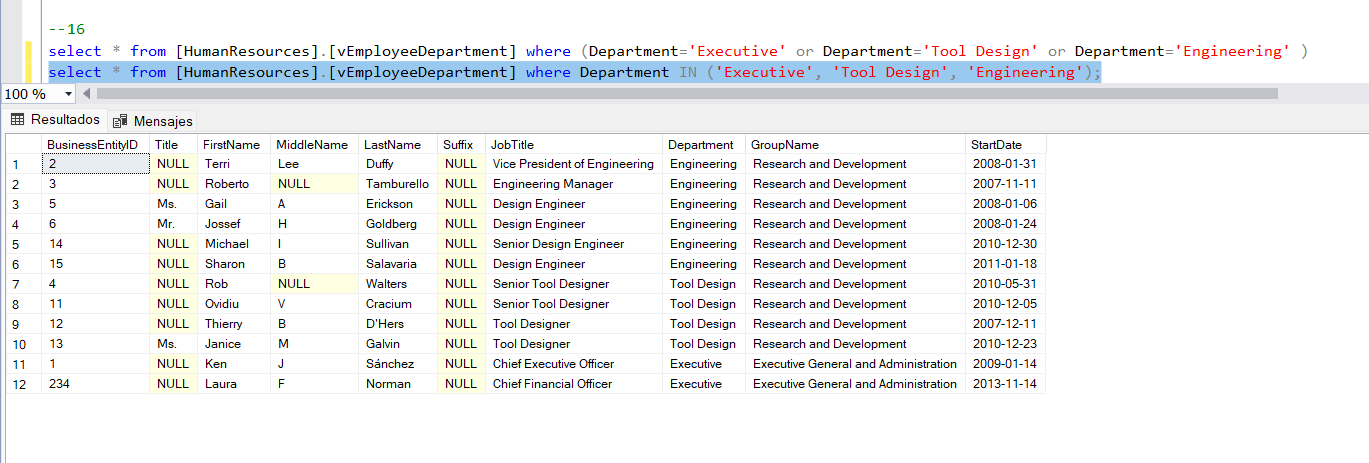 --16
select * from [HumanResources].[vEmployeeDepartment] where (Department='Executive' or Department='Tool Design' or Department='Engineering' )
select * from [HumanResources].[vEmployeeDepartment] where Department IN ('Executive', 'Tool Design', 'Engineering');
100 %
Resultados Mensajes
BusinessEntityID Title FirstName MiddleName LastName Suffix JobTitle Department GroupName StartDate
1 2 NULL Terri Lee Duffy NULL Vice President of Engineering Engineering Research and Development 2008-01-31
2 3 NULL Roberto NULL Tamburello NULL Engineering Manager Engineering Research and Development 2007-11-11
3 5 Ms. Gail A Erickson NULL Design Engineer Engineering Research and Development 2008-01-06
4 6 Mr. Jossef H Goldberg NULL Design Engineer Engineering Research and Development 2008-01-24
5 14 NULL Michael I Sullivan NULL Senior Design Engineer Engineering Research and Development 2010-12-30
6 15 NULL Sharon B Salavaria NULL Design Engineer Engineering Research and Development 2011-01-18
7 4 NULL Rob NULL Walters NULL Senior Tool Designer Tool Design Research and Development 2010-05-31
8 11 NULL Ovidiu V Cracium NULL Senior Tool Designer Tool Design Research and Development 2010-12-05
9 12 NULL Thierry B D'Hers NULL Tool Designer Tool Design Research and Development 2007-12-11
10 13 Ms. Janice M Galvin NULL Tool Designer Tool Design Research and Development 2010-12-23
11 1 NULL Ken J Sánchez NULL Chief Executive Officer Executive Executive General and Administration 2009-01-14
12 234 NULL Laura F Norman NULL Chief Financial Officer Executive Executive General and Administration 2013-11-14